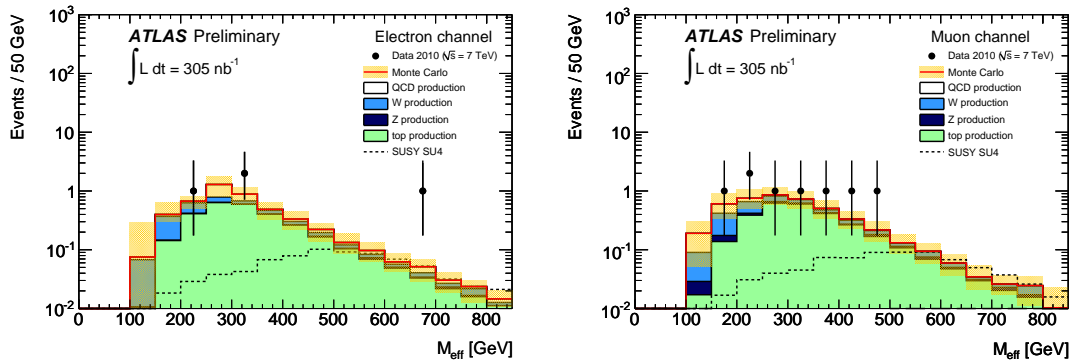 Events / 50 GeV
10³
10²
10
1
10⁻¹
10⁻²
ATLAS Preliminary
∫ L dt = 305 nb⁻¹
Electron channel
Data 2010 (√s = 7 TeV)
Monte Carlo
QCD production
W production
Z production
top production
SUSY SU4
0 100 200 300 400 500 600 700 800
M_eff [GeV]
Events / 50 GeV
10³
10²
10
1
10⁻¹
10⁻²
ATLAS Preliminary
∫ L dt = 305 nb⁻¹
Muon channel
Data 2010 (√s = 7 TeV)
Monte Carlo
QCD production
W production
Z production
top production
SUSY SU4
0 100 200 300 400 500 600 700 800
M_eff [GeV]